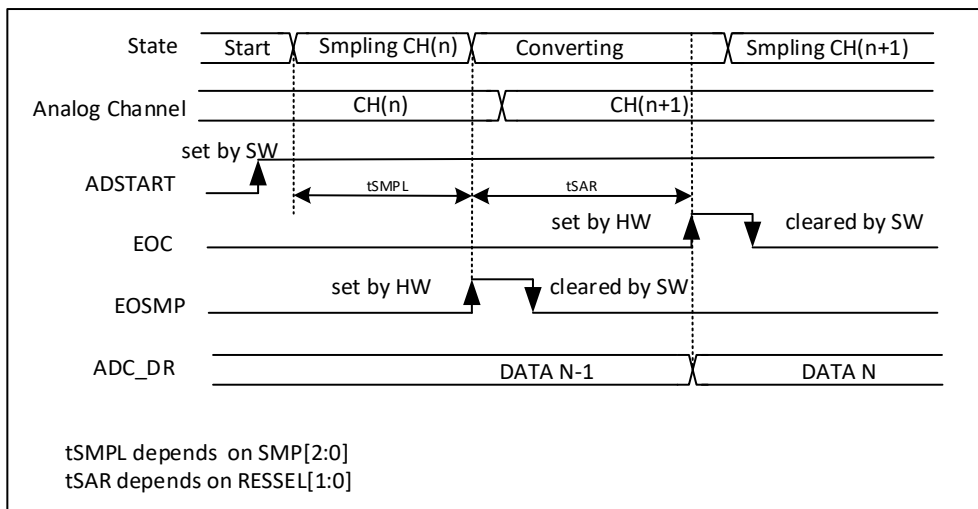 State Start Smpling CH(n) Converting Smpling CH(n+1)
Analog Channel CH(n) CH(n+1)
set by SW
ADSTART tSMPL tSAR
set by HW cleared by SW
EOC
set by HW cleared by SW
EOSMP
ADC_DR DATA N-1 DATA N
tSMPL depends on SMP[2:0]
tSAR depends on RESSEL[1:0]